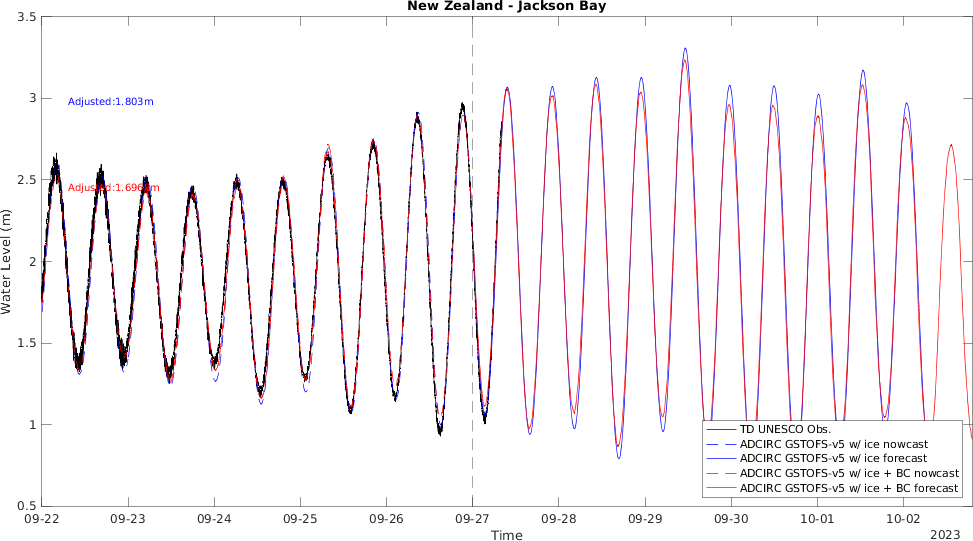 New Zealand - Jackson Bay
3.5
3
2.5
2
1.5
1
0.5
Water Level (m)
Adjusted:1.803m
Adjusted:1.696m
TD UNESCO Obs.
ADCIRC GSTOFS-v5 w/ ice nowcast
ADCIRC GSTOFS-v5 w/ ice forecast
ADCIRC GSTOFS-v5 w/ ice + BC nowcast
ADCIRC GSTOFS-v5 w/ ice + BC forecast
09-22 09-23 09-24 09-25 09-26 09-27 09-28 09-29 09-30 10-01 10-02
Time
2023